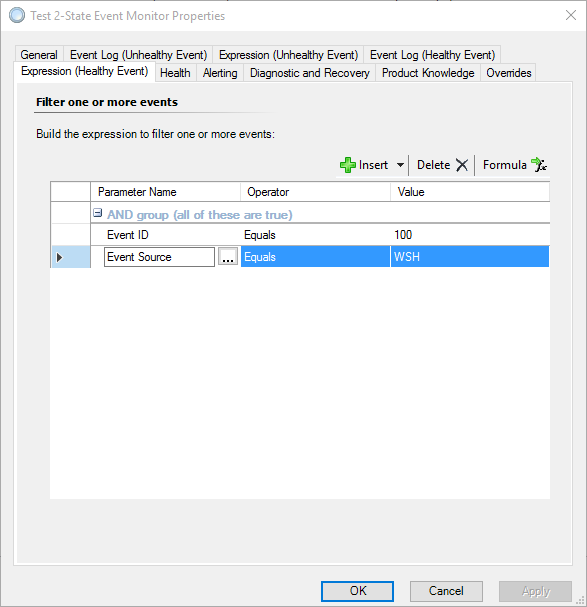 Test 2-State Event Monitor Properties
General Event Log (Unhealthy Event) Expression (Unhealthy Event) Event Log (Healthy Event)
Expression (Healthy Event) Health Alerting Diagnostic and Recovery Product Knowledge Overrides
Filter one or more events
Build the expression to filter one or more events:
Insert Delete Formula
Parameter Name Operator Value
AND group (all of these are true)
Event ID Equals 100
Event Source ... Equals WSH
OK Cancel Apply